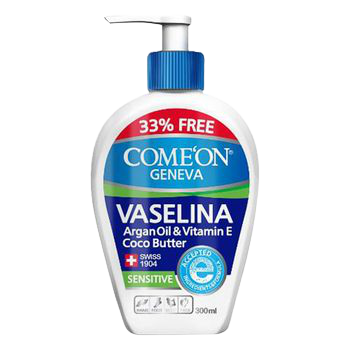 33% FREE
COME'ON®
GENEVA
VASELINA
Argan Oil & Vitamin E
Coco Butter
SWISS
1904
SENSITIVE
ACCEPTED
300ml